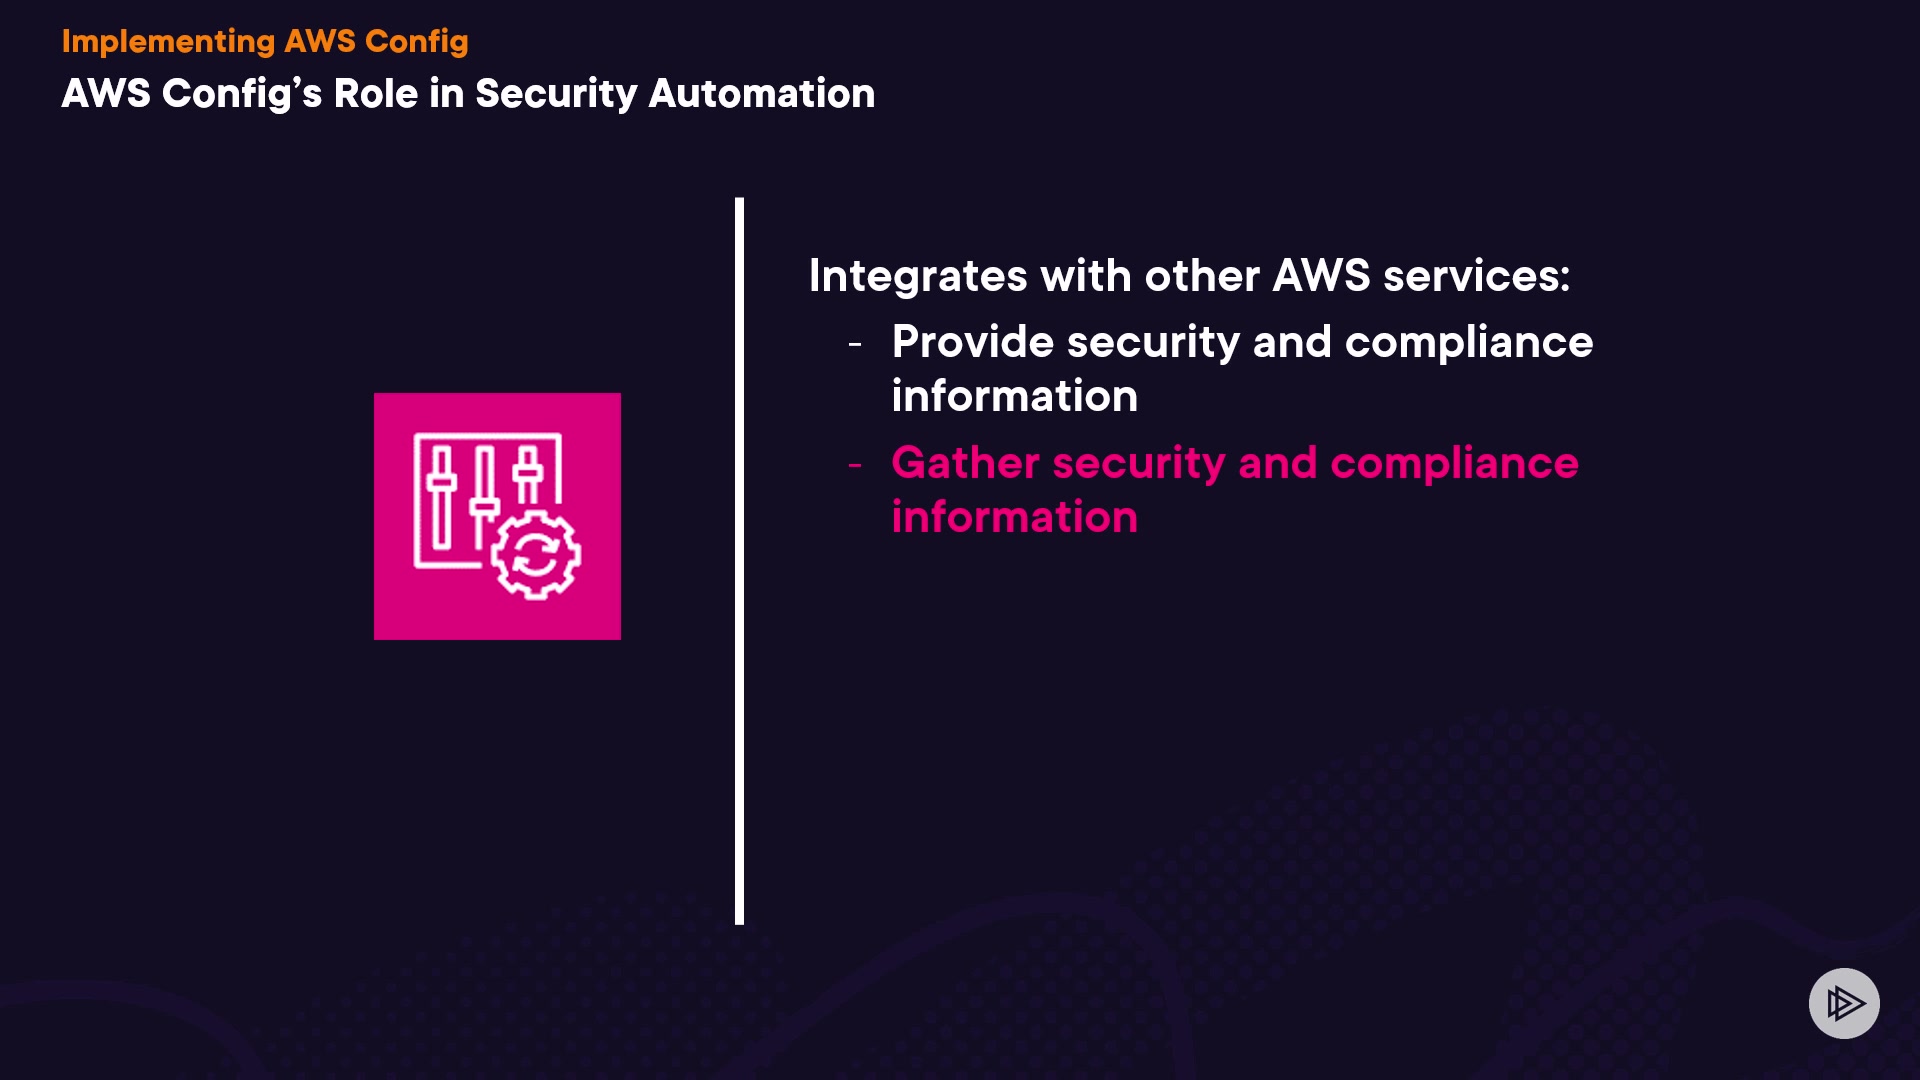 Implementing AWS Config
AWS Config’s Role in Security Automation
Integrates with other AWS services:
- Provide security and compliance
information
- Gather security and compliance
information